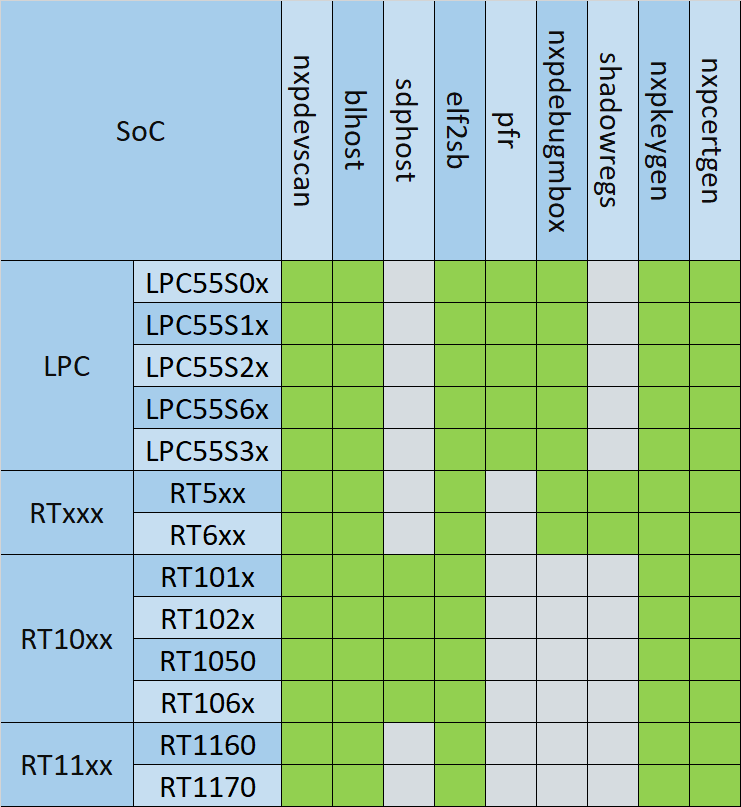 SoC
nxpdevscan
blhost
sdphost
elf2sb
pfr
nxpdebugmbox
shadowregs
nxpkeygen
nxpcertgen
LPC
LPC55S0x
LPC55S1x
LPC55S2x
LPC55S6x
LPC55S3x
RTxxx
RT5xx
RT6xx
RT10xx
RT101x
RT102x
RT1050
RT106x
RT11xx
RT1160
RT1170